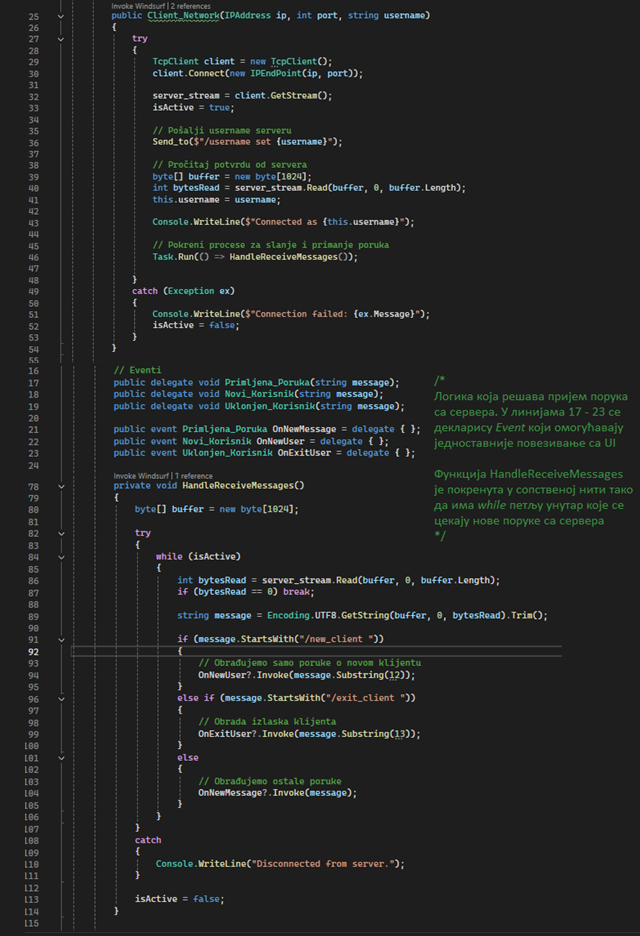 Invoke Windsurf | 2 references
25 public Client_Network(IPAddress ip, int port, string username)
26 {
27 try
28 {
29 TcpClient client = new TcpClient();
30 client.Connect(new IPEndPoint(ip, port));
31
32 server_stream = client.GetStream();
33 isActive = true;
34
35 // Pošalji username serveru
36 Send_to($"/username set {username}");
37
38 // Pročitaj potvrdu od servera
39 byte[] buffer = new byte[1024];
40 int bytesRead = server_stream.Read(buffer, 0, buffer.Length);
41 this.username = username;
42
43 Console.WriteLine($"Connected as {this.username}");
44
45 // Pokreni procese za slanje i primanje poruka
46 Task.Run(() => HandleReceiveMessages());
47
48 }
49 catch (Exception ex)
50 {
51 Console.WriteLine($"Connection failed: {ex.Message}");
52 isActive = false;
53 }
54 }
55
16 // Eventi
17 public delegate void Primljena_Poruka(string message);
18 public delegate void Novi_Korisnik(string message);
19 public delegate void Uklonjen_Korisnik(string message);
20
21 public event Primljena_Poruka OnNewMessage = delegate { };
22 public event Novi_Korisnik OnNewUser = delegate { };
23 public event Uklonjen_Korisnik OnExitUser = delegate { };
24
/*
Логика која решава пријем порука
са сервера. У линијама 17 - 23 се
декларису Event који омогућавају
једноставније повезивање са UI
Функција HandleReceiveMessages
је покренута у сопственој нити тако
да има while петљу унутар које се
цекају нове поруке са сервера
*/
Invoke Windsurf | 1 reference
78 private void HandleReceiveMessages()
79 {
80 byte[] buffer = new byte[1024];
81
82 try
83 {
84 while (isActive)
85 {
86 int bytesRead = server_stream.Read(buffer, 0, buffer.Length);
87 if (bytesRead == 0) break;
88
89 string message = Encoding.UTF8.GetString(buffer, 0, bytesRead).Trim();
90
91 if (message.StartsWith("/new_client "))
92 {
93 // Obrađujemo samo poruke o novom klijentu
94 OnNewUser?.Invoke(message.Substring(12));
95 }
96 else if (message.StartsWith("/exit_client "))
97 {
98 // Obrada izlaska klijenta
99 OnExitUser?.Invoke(message.Substring(13));
100 }
101 else
102 {
103 // Obrađujemo ostale poruke
104 OnNewMessage?.Invoke(message);
105 }
106 }
107 }
108 catch
109 {
110 Console.WriteLine("Disconnected from server.");
111 }
112
113 isActive = false;
114 }
115